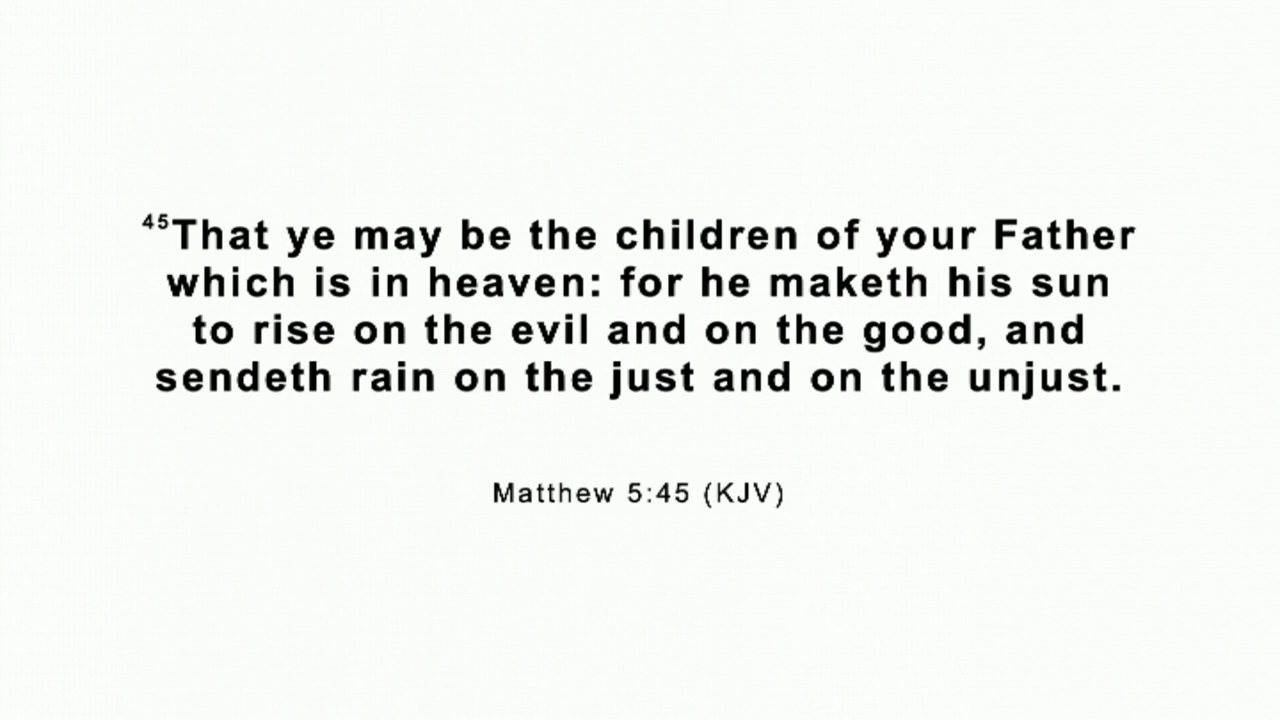 ⁴⁵That ye may be the children of your Father
which is in heaven: for he maketh his sun
to rise on the evil and on the good, and
sendeth rain on the just and on the unjust.
Matthew 5:45 (KJV)